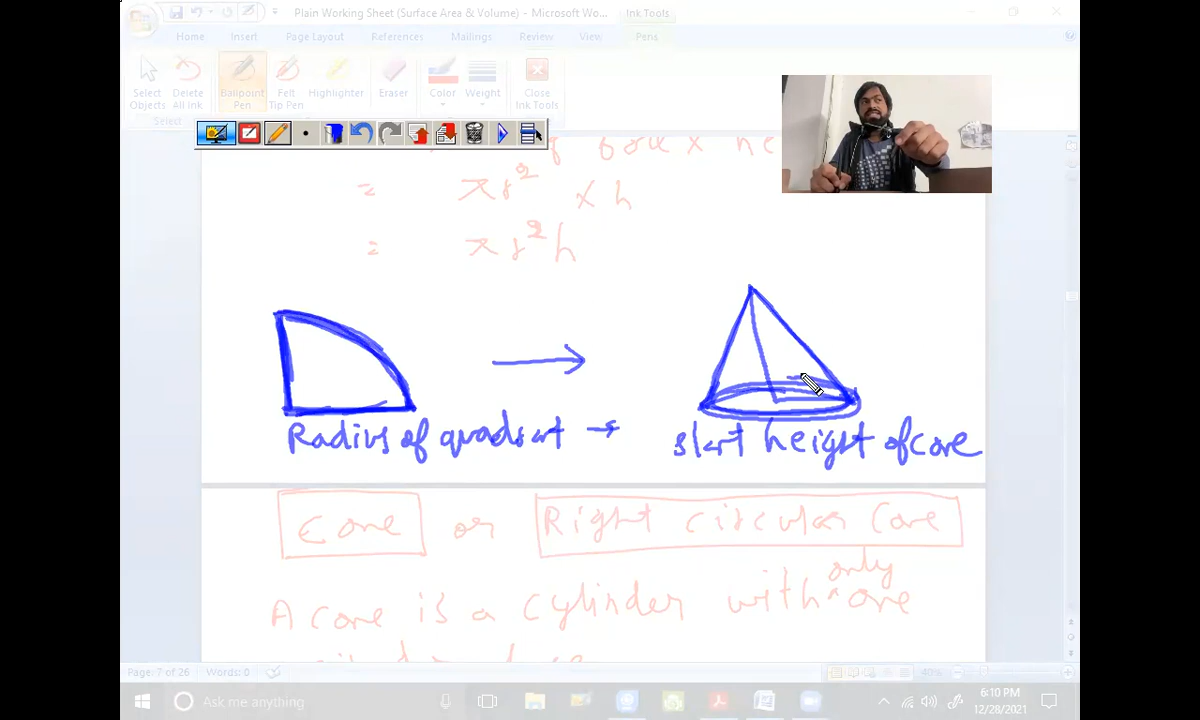 Plain Working Sheet (Surface Area & Volume) - Microsoft Wo...
Ink Tools
Home Insert Page Layout References Mailings Review View Pens
Select Objects
Delete All Ink
Ballpoint Pen
Felt Tip Pen
Highlighter
Eraser
Color
Weight
Close Ink Tools
Select
Close
= πr² × h
= πr²h
Radius of quadrant → slant height of cone
Cone or Right circular Cone
only
A cone is a cylinder with ^ one
Page: 7 of 26 Words: 0 40%
Ask me anything
6:10 PM
12/28/2021